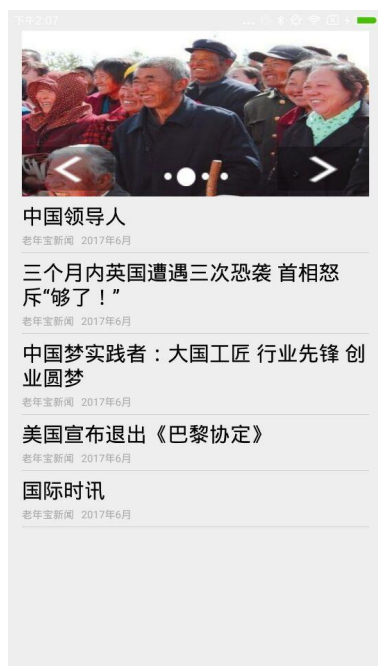 下午2:07
中国领导人
老年宝新闻 2017年6月
三个月内英国遭遇三次恐袭 首相怒
斥“够了！”
老年宝新闻 2017年6月
中国梦实践者：大国工匠 行业先锋 创
业圆梦
老年宝新闻 2017年6月
美国宣布退出《巴黎协定》
老年宝新闻 2017年6月
国际时讯
老年宝新闻 2017年6月